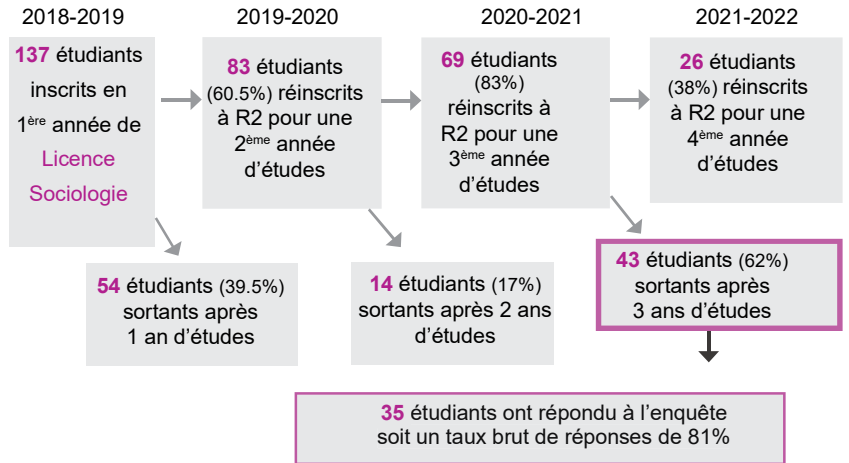 2018-2019
2019-2020
2020-2021
2021-2022
137 étudiants
inscrits en
1ère année de
Licence
Sociologie
83 étudiants
(60.5%) réinscrits
à R2 pour une
2ème année
d’études
69 étudiants
(83%)
réinscrits à
R2 pour une
3ème année
d’études
26 étudiants
(38%) réinscrits
à R2 pour une
4ème année
d’études
54 étudiants (39.5%)
sortants après
1 an d’études
14 étudiants (17%)
sortants après 2 ans
d’études
43 étudiants (62%)
sortants après
3 ans d’études
35 étudiants ont répondu à l’enquête
soit un taux brut de réponses de 81%